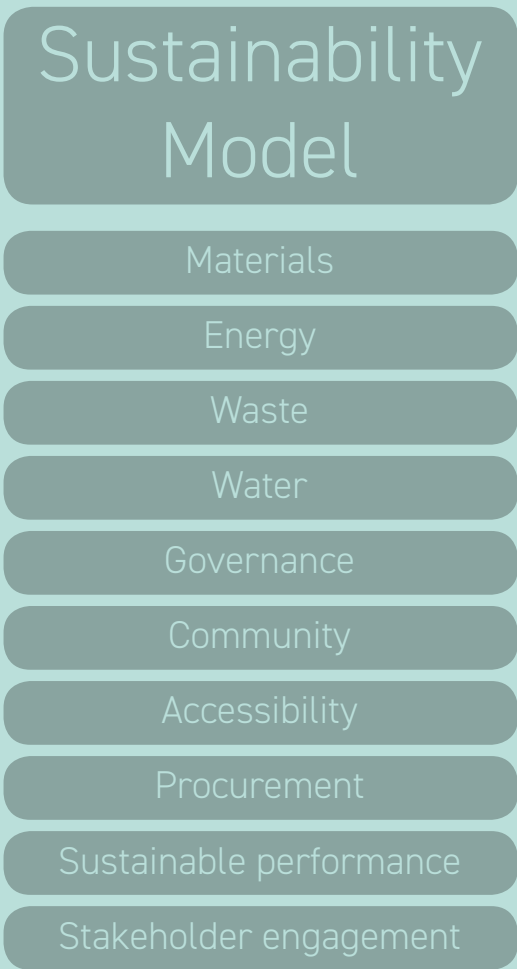 Sustainability
Model
Materials
Energy
Waste
Water
Governance
Community
Accessibility
Procurement
Sustainable performance
Stakeholder engagement